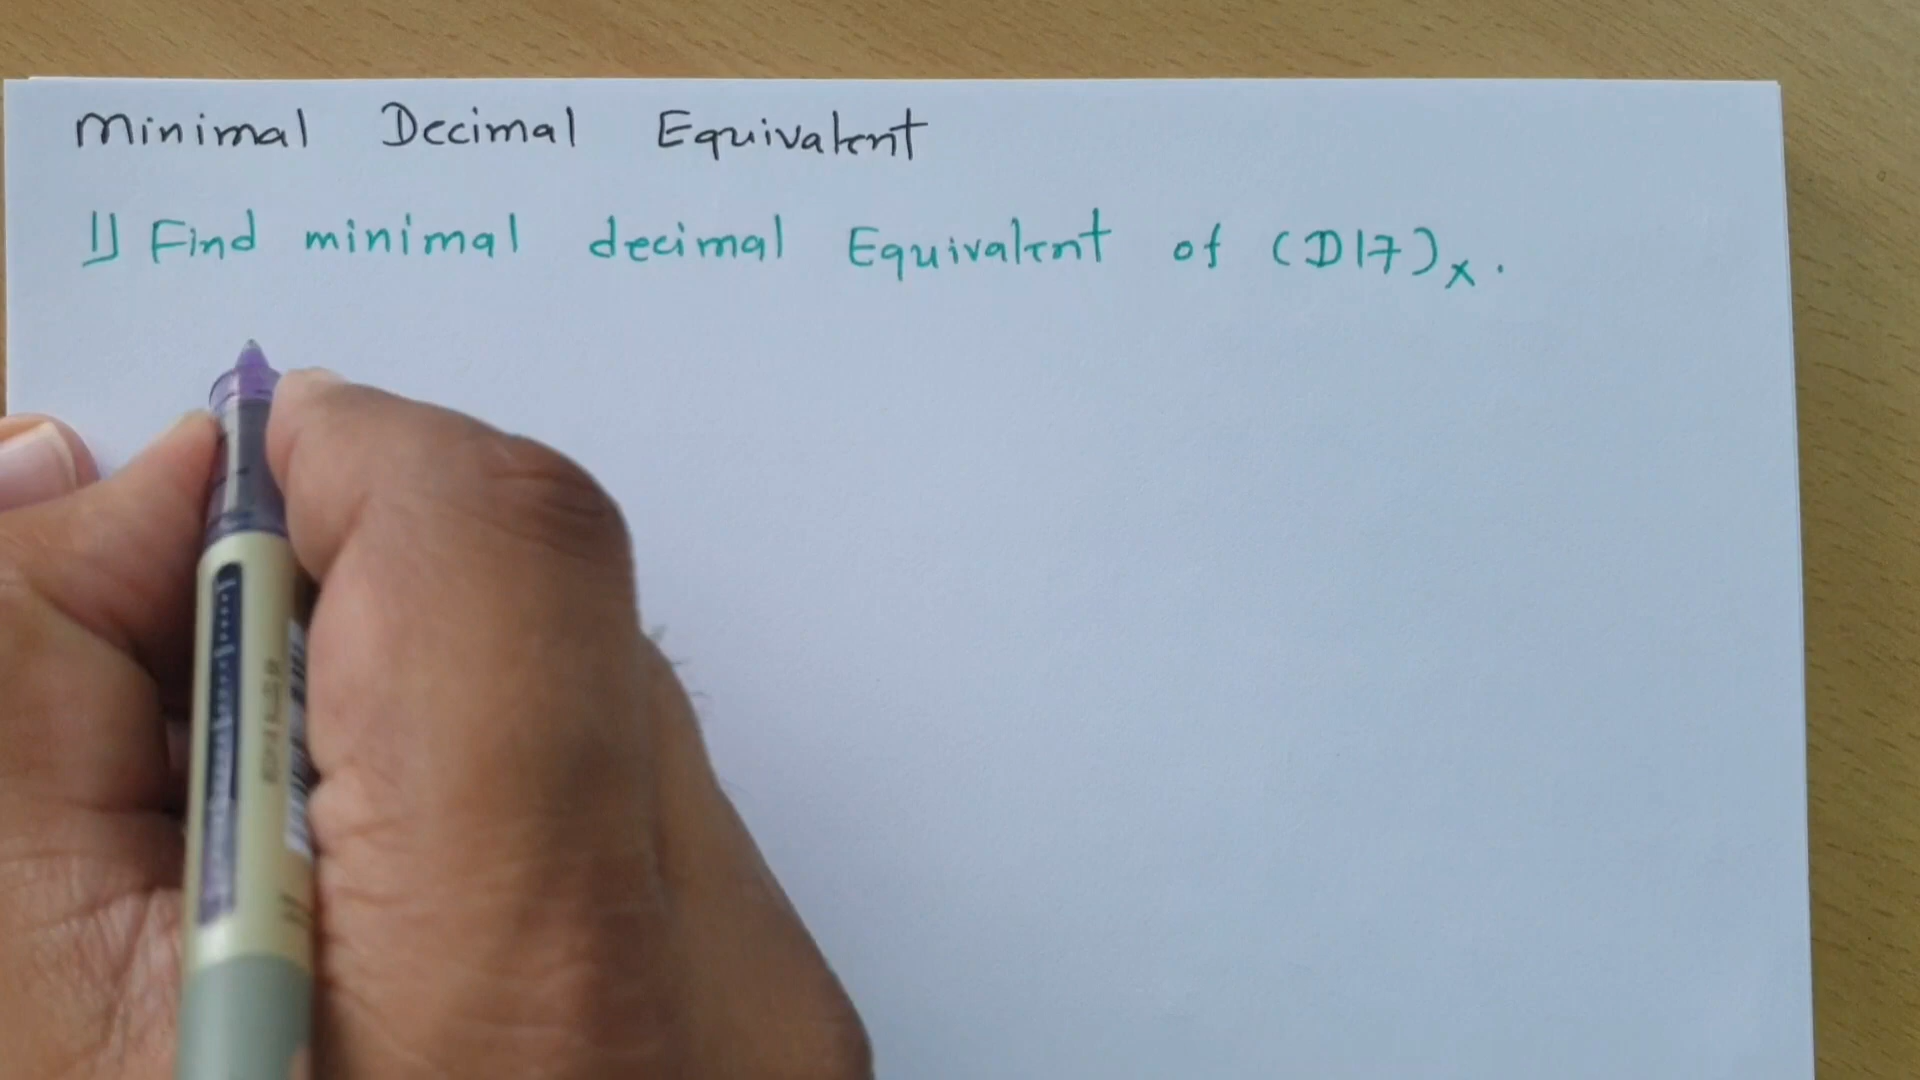 Minimal Decimal Equivalent
1) Find minimal decimal Equivalent of (D17)x.